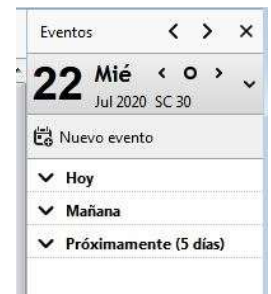 Eventos
22 Mié
Jul 2020 SC 30
Nuevo evento
Hoy
Mañana
Próximamente (5 días)